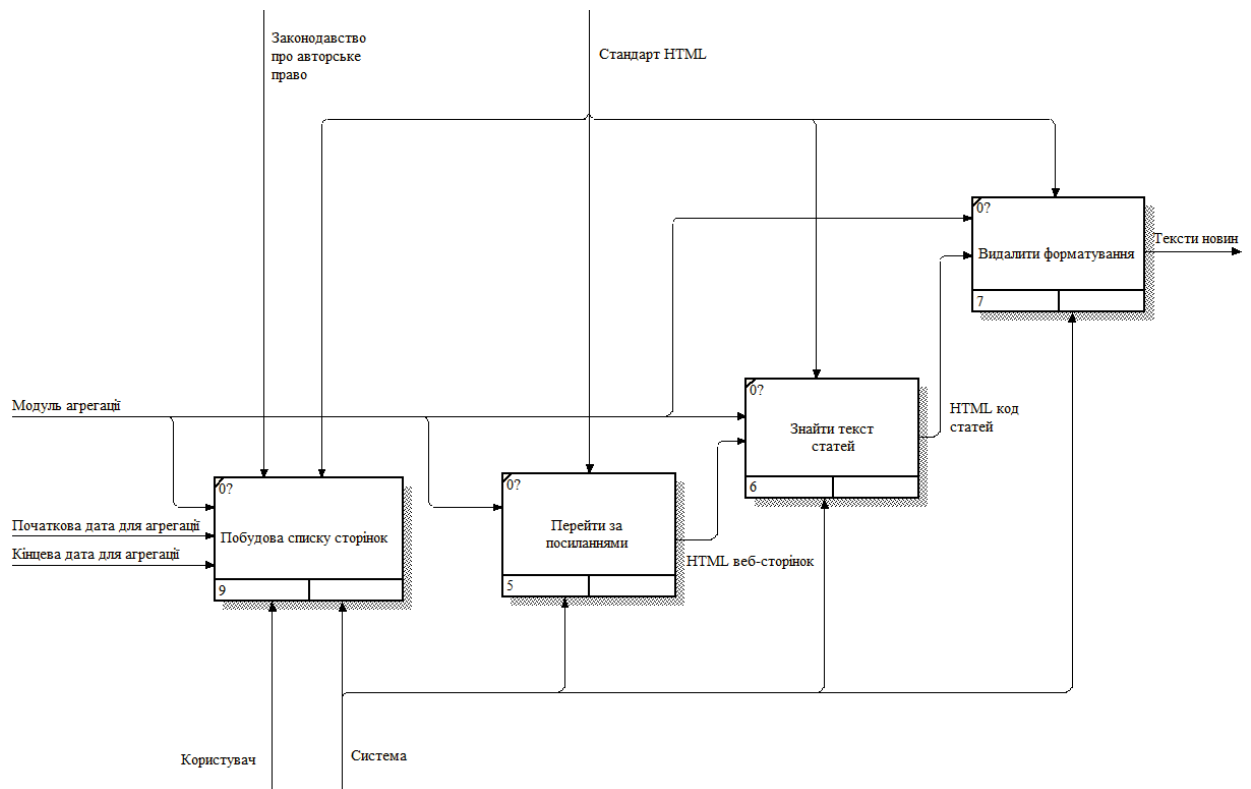 Законодавство
про авторське
право
Стандарт HTML
0?
Видалити форматування
7
Тексти новин
Модуль агрегації
0?
Знайти текст
статей
6
HTML код
статей
0?
Побудова списку сторінок
9
Початкова дата для агрегації
Кінцева дата для агрегації
0?
Перейти за
посиланнями
5
HTML веб-сторінок
Користувач
Система